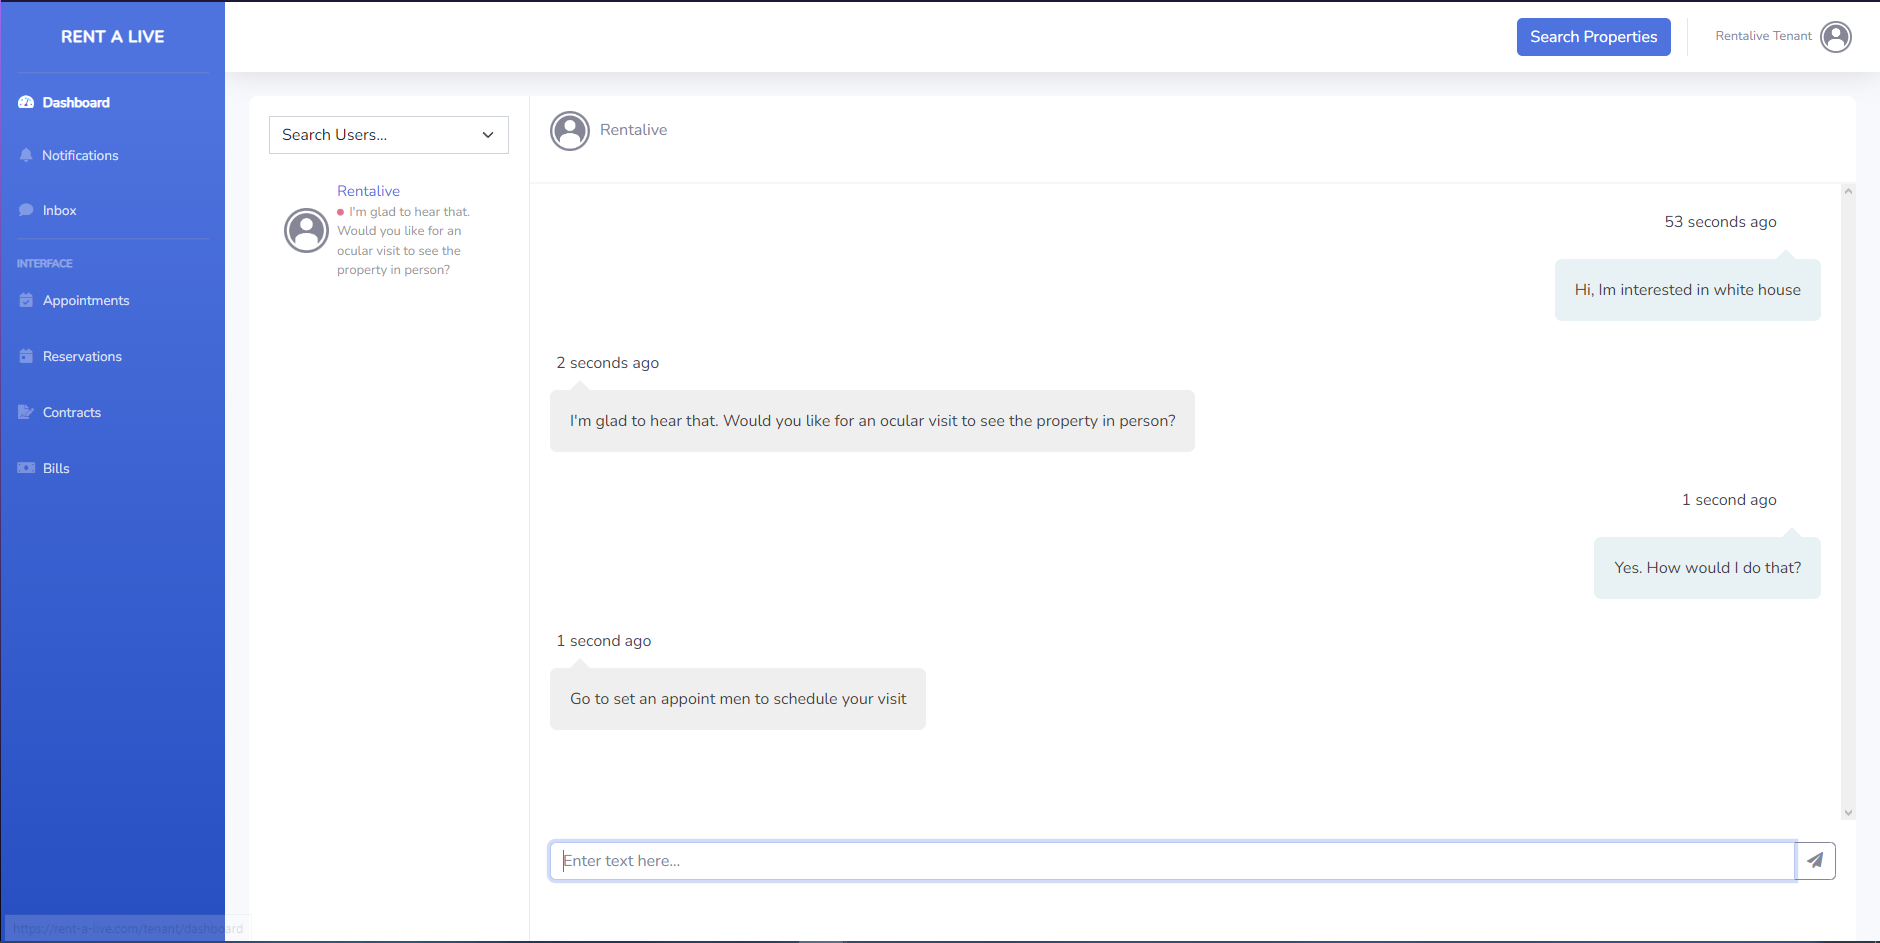 RENT A LIVE
Dashboard
Notifications
Inbox
INTERFACE
Appointments
Reservations
Contracts
Bills
Search Properties
Rentalive Tenant
Search Users...
Rentalive
I'm glad to hear that.
Would you like for an
ocular visit to see the
property in person?
Rentalive
53 seconds ago
Hi, Im interested in white house
2 seconds ago
I'm glad to hear that. Would you like for an ocular visit to see the property in person?
1 second ago
Yes. How would I do that?
1 second ago
Go to set an appoint men to schedule your visit
Enter text here...
https://rent-a-live.com/tenant/dashboard